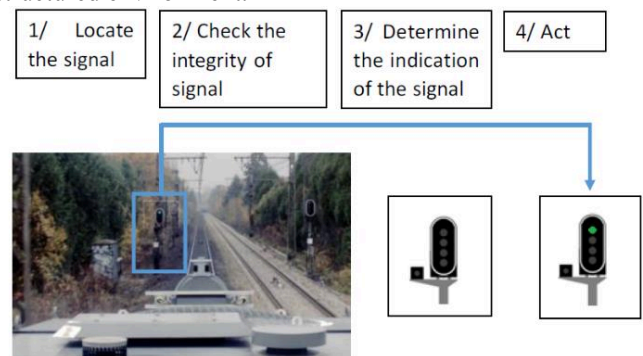 1/ Locate
the signal
2/ Check the
integrity of
signal
3/ Determine
the indication
of the signal
4/ Act